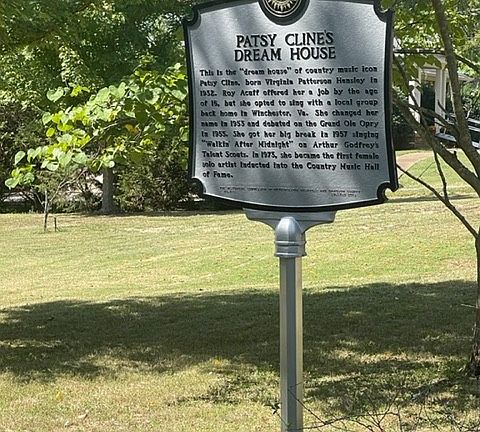 PATSY CLINE'S
DREAM HOUSE
This is the "dream house" of country music icon
Patsy Cline, born Virginia Patterson Hensley in
1932. Roy Acuff offered her a job by the age
of 15, but she opted to sing with a local group
back home in Winchester, Va. She changed her
name in 1953 and debuted on the Grand Ole Opry
in 1955. She got her big break in 1957 singing
"Walkin After Midnight" on Arthur Godfrey's
Talent Scouts. In 1973, she became the first female
solo artist inducted into the Country Music Hall
of Fame.